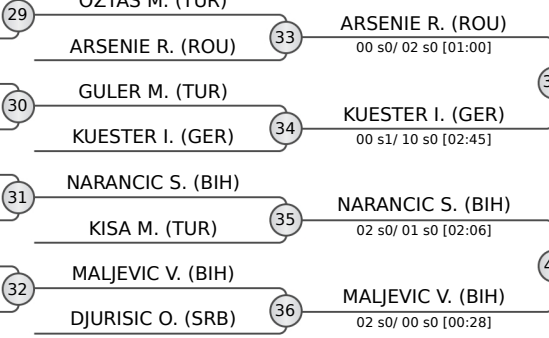 29
OZTAS M. (TUR)
ARSENIE R. (ROU)
33
ARSENIE R. (ROU)
00 s0/ 02 s0 [01:00]
30
GULER M. (TUR)
KUESTER I. (GER)
34
KUESTER I. (GER)
00 s1/ 10 s0 [02:45]
31
NARANCIC S. (BIH)
KISA M. (TUR)
35
NARANCIC S. (BIH)
02 s0/ 01 s0 [02:06]
32
MALJEVIC V. (BIH)
DJURISIC O. (SRB)
36
MALJEVIC V. (BIH)
02 s0/ 00 s0 [00:28]